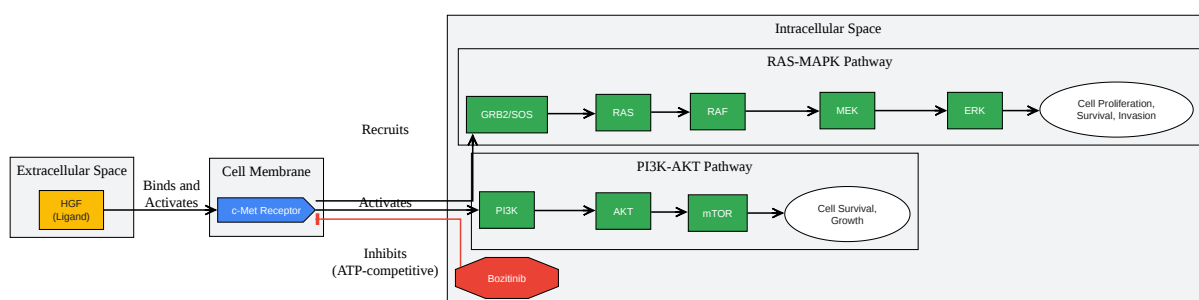 Intracellular Space
RAS-MAPK Pathway
GRB2/SOS
RAS
RAF
MEK
ERK
Cell Proliferation,
Survival, Invasion
Recruits
Extracellular Space
HGF
(Ligand)
Binds and
Activates
Cell Membrane
c-Met Receptor
Activates
PI3K-AKT Pathway
PI3K
AKT
mTOR
Cell Survival,
Growth
Inhibits
(ATP-competitive)
Bozitinib